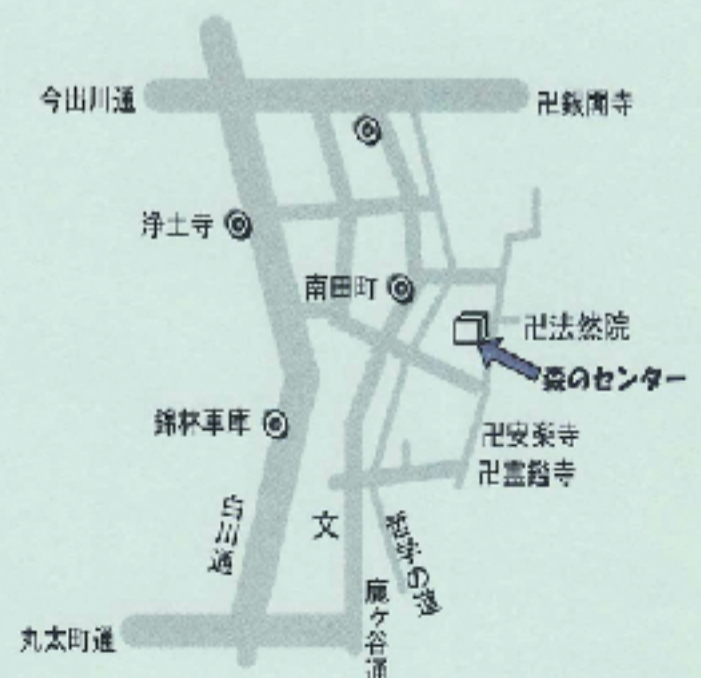 今出川通
卍銀閣寺
浄土寺
南田町
卍法然院
森のセンター
錦林車庫
卍安楽寺
卍霊鑑寺
白川通
文
哲学の道
鹿ヶ谷通
丸太町通